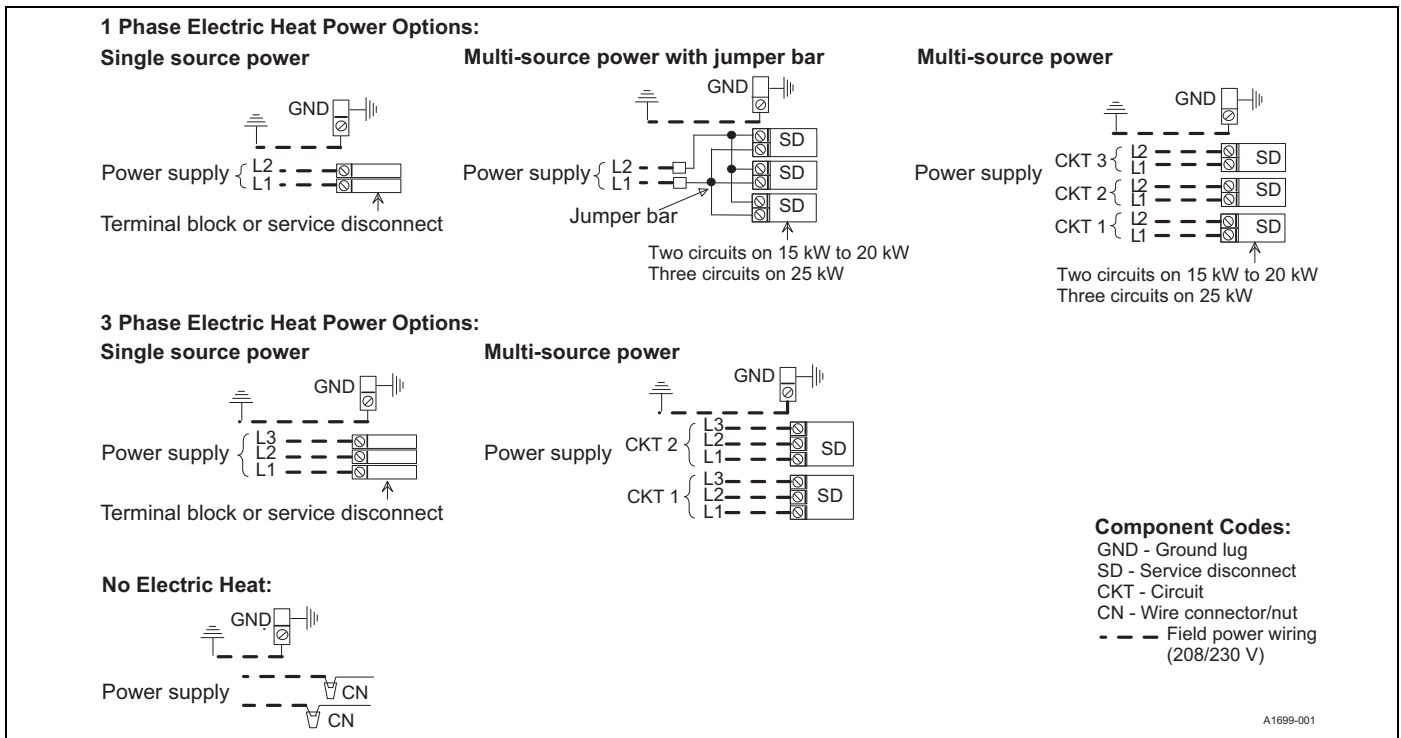 1 Phase Electric Heat Power Options:
Single source power
GND
Power supply
L2
L1
Terminal block or service disconnect
Multi-source power with jumper bar
GND
Power supply
L2
L1
SD
SD
SD
Jumper bar
Two circuits on 15 kW to 20 kW
Three circuits on 25 kW
Multi-source power
GND
Power supply
CKT 3
L2
L1
SD
CKT 2
L2
L1
SD
CKT 1
L2
L1
SD
Two circuits on 15 kW to 20 kW
Three circuits on 25 kW
3 Phase Electric Heat Power Options:
Single source power
GND
Power supply
L3
L2
L1
Terminal block or service disconnect
Multi-source power
GND
Power supply
CKT 2
L3
L2
L1
SD
CKT 1
L3
L2
L1
SD
No Electric Heat:
GND
Power supply
CN
CN
Component Codes:
GND - Ground lug
SD - Service disconnect
CKT - Circuit
CN - Wire connector/nut
Field power wiring
(208/230 V)
A1699-001